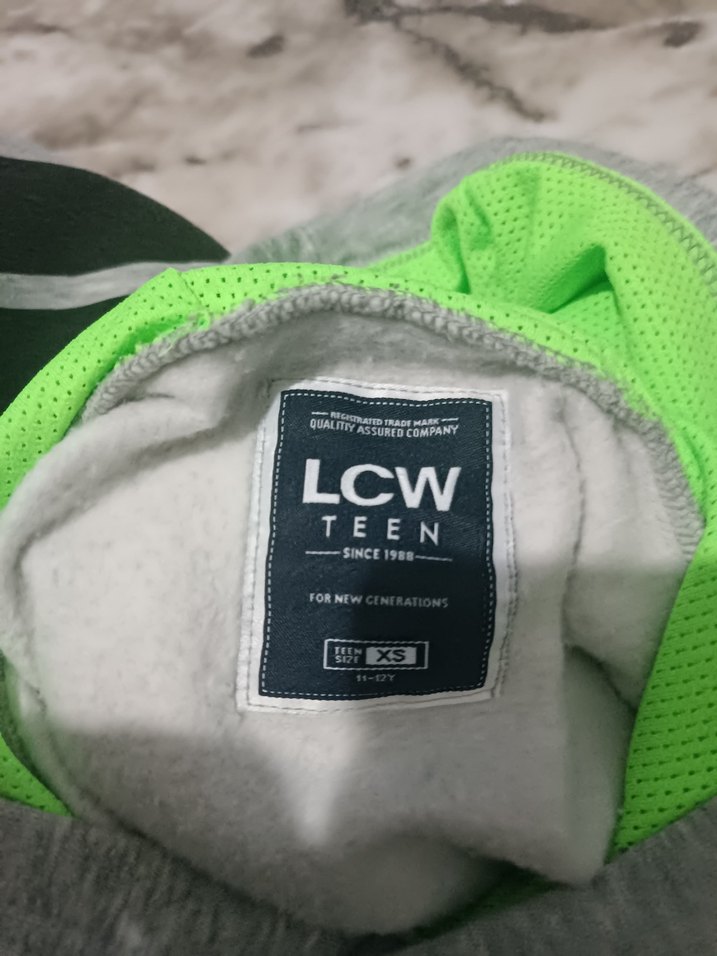 REGISTRATED TRADE MARK
QUALITIY ASSURED COMPANY
LCW
TEEN
SINCE 1988
FOR NEW GENERATIONS
TEEN SIZE XS
11-12Y